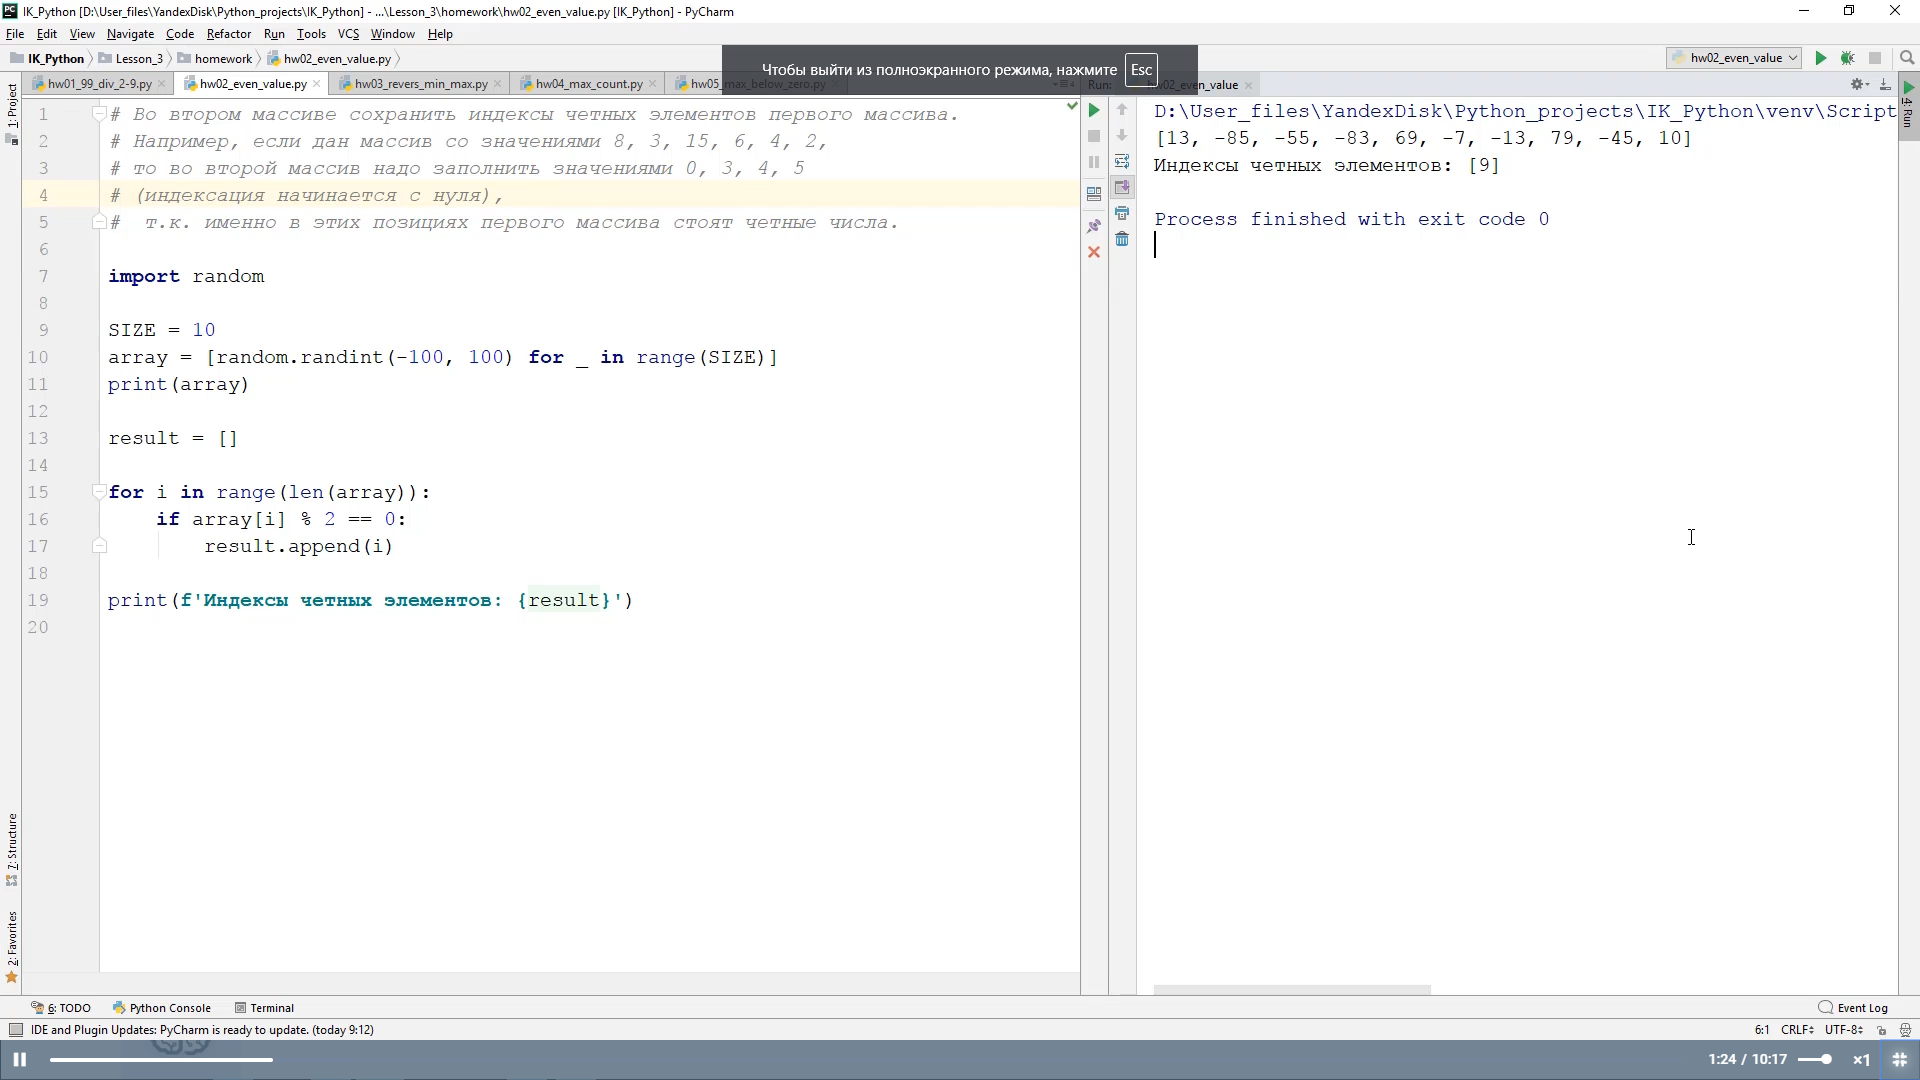 IK_Python [D:\User_files\YandexDisk\Python_projects\IK_Python] - ...\Lesson_3\homework\hw02_even_value.py [IK_Python] - PyCharm
File Edit View Navigate Code Refactor Run Tools VCS Window Help
IK_Python Lesson_3 homework hw02_even_value.py
hw02_even_value
Чтобы выйти из полноэкранного режима, нажмите Esc
hw01_99_div_2-9.py hw02_even_value.py hw03_revers_min_max.py hw04_max_count.py hw05_max_below_zero.py
Run: hw02_even_value
1: Project
7: Structure
2: Favorites
4: Run
1 # Во втором массиве сохранить индексы четных элементов первого массива.
2 # Например, если дан массив со значениями 8, 3, 15, 6, 4, 2,
3 # то во второй массив надо заполнить значениями 0, 3, 4, 5
4 # (индексация начинается с нуля),
5 #  т.к. именно в этих позициях первого массива стоят четные числа.
6
7 import random
8
9 SIZE = 10
10 array = [random.randint(-100, 100) for _ in range(SIZE)]
11 print(array)
12
13 result = []
14
15 for i in range(len(array)):
16     if array[i] % 2 == 0:
17         result.append(i)
18
19 print(f'Индексы четных элементов: {result}')
20
D:\User_files\YandexDisk\Python_projects\IK_Python\venv\Script
[13, -85, -55, -83, 69, -7, -13, 79, -45, 10]
Индексы четных элементов: [9]
Process finished with exit code 0
6: TODO Python Console Terminal Event Log
IDE and Plugin Updates: PyCharm is ready to update. (today 9:12) 6:1 CRLF UTF-8
1:24 / 10:17 ×1